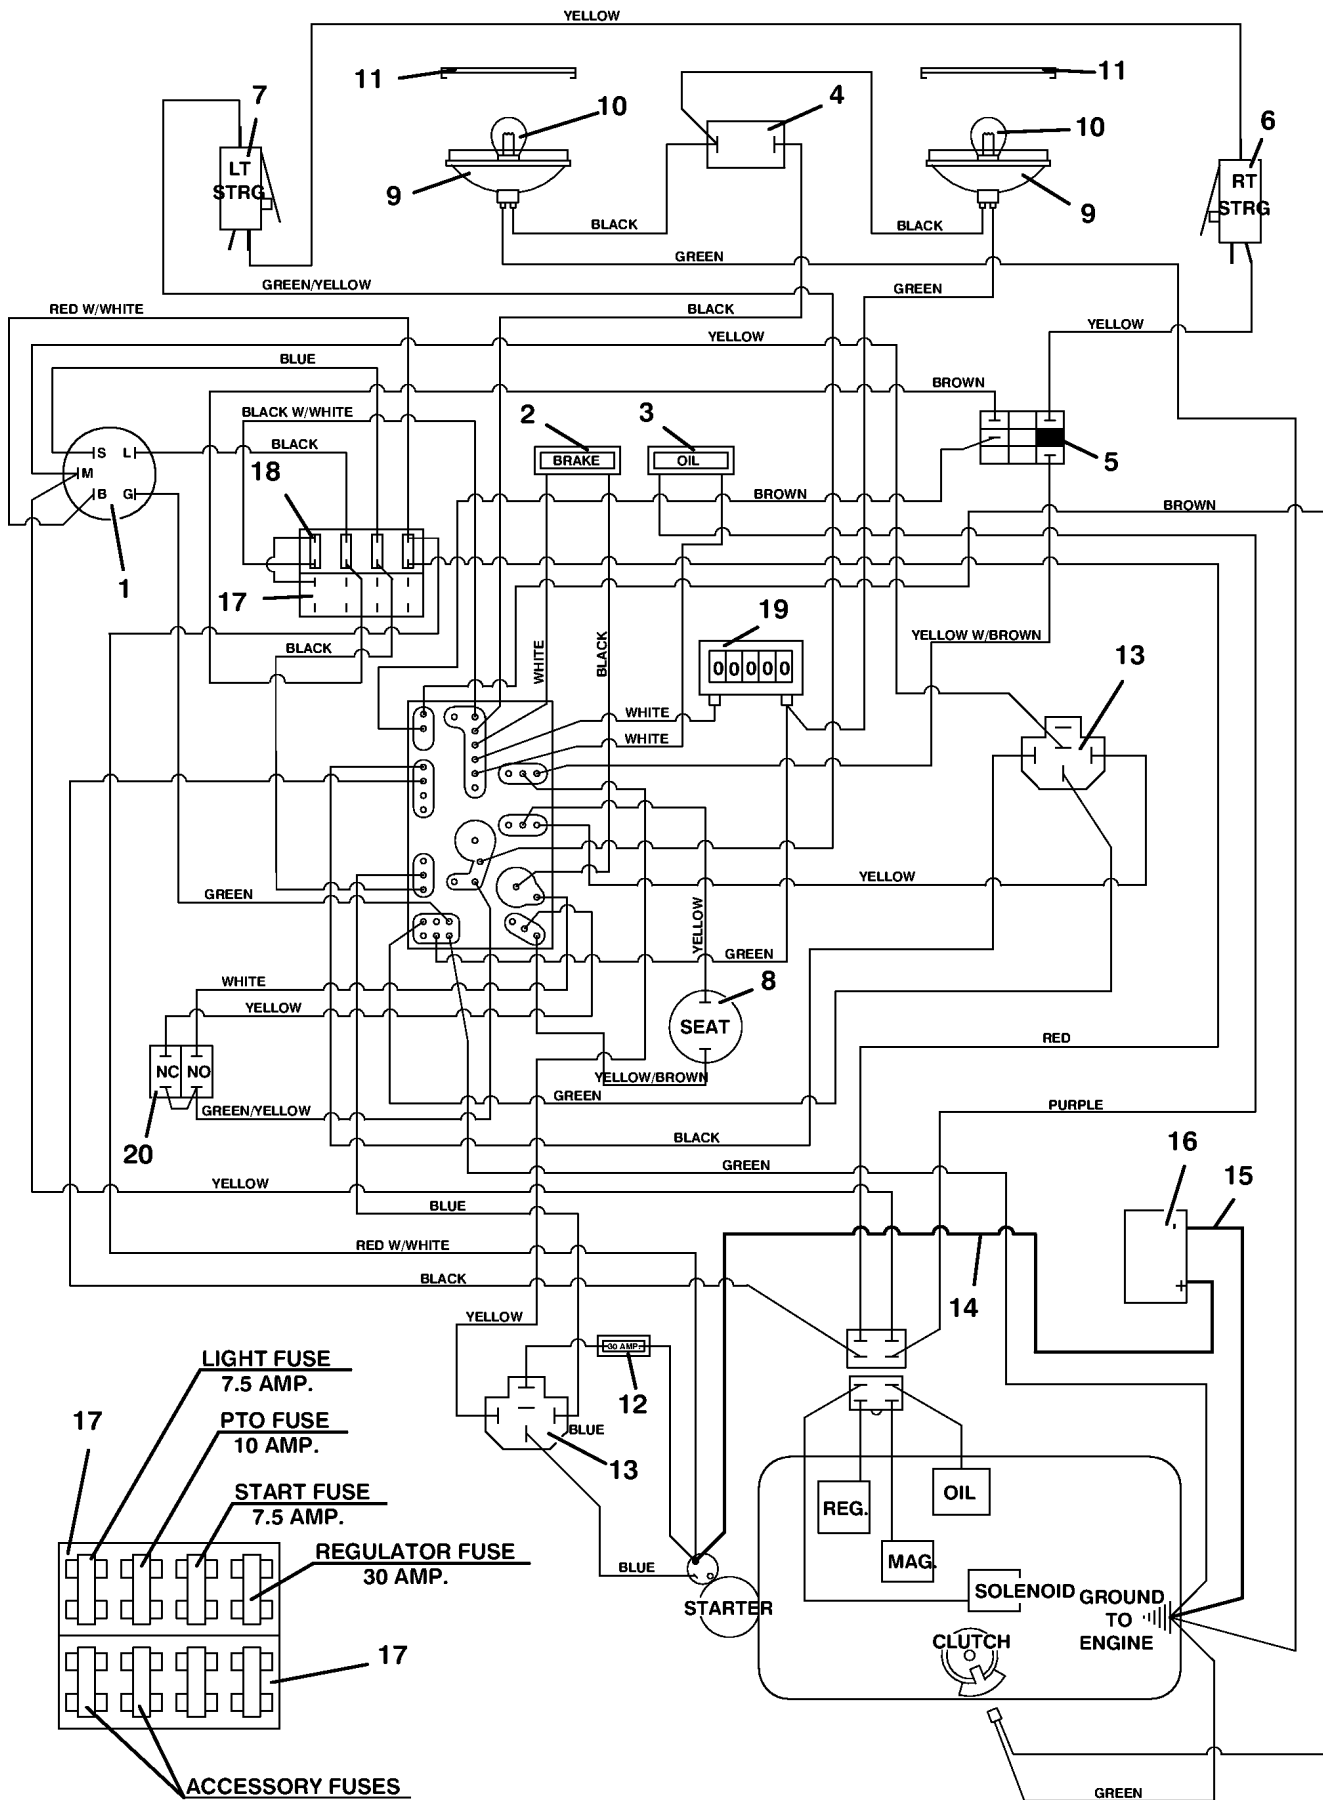 YELLOW
11
11
7
10
4
10
6
LT
STRG
RT
STRG
9
9
BLACK
BLACK
GREEN
GREEN/YELLOW
GREEN
RED W/WHITE
BLACK
YELLOW
YELLOW
BLUE
BROWN
BLACK W/WHITE
2
3
BLACK
S L
M
B G
18
BRAKE
OIL
5
BROWN
BROWN
1
17
19
BLACK
WHITE
BLACK
YELLOW W/BROWN
00000
13
WHITE
WHITE
YELLOW
GREEN
YELLOW
GREEN
WHITE
8
YELLOW
SEAT
RED
NC NO
YELLOW/BROWN
GREEN
GREEN/YELLOW
PURPLE
20
BLACK
16
GREEN
15
YELLOW
BLUE
-
RED W/WHITE
BLACK
+
14
YELLOW
30 AMP.
LIGHT FUSE
7.5 AMP.
12
17
PTO FUSE
10 AMP.
BLUE
13
START FUSE
7.5 AMP.
REG.
OIL
REGULATOR FUSE
30 AMP.
MAG.
BLUE
SOLENOID
GROUND
TO
ENGINE
STARTER
CLUTCH
17
ACCESSORY FUSES
GREEN